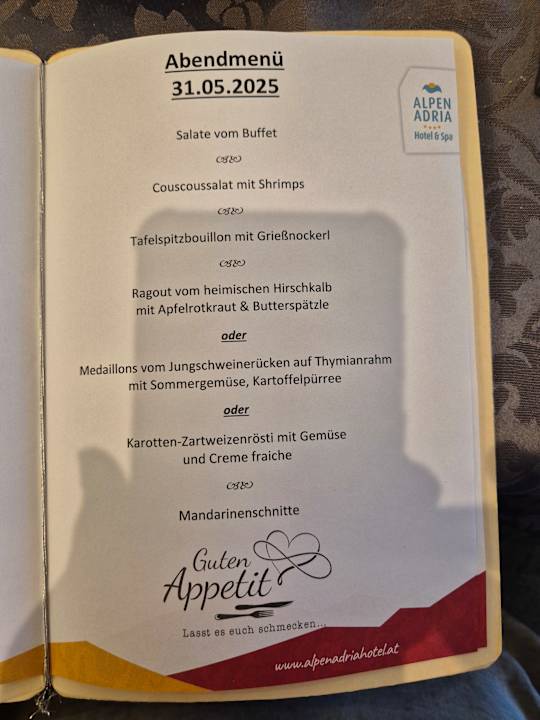 Abendmenü
31.05.2025
ALPEN
ADRIA
Hotel & Spa
Salate vom Buffet
Couscoussalat mit Shrimps
Tafelspitzbouillon mit Grießnockerl
Ragout vom heimischen Hirschkalb
mit Apfelrotkraut & Butterspätzle
oder
Medaillons vom Jungschweinerücken auf Thymianrahm
mit Sommergemüse, Kartoffelpürree
oder
Karotten-Zartweizenrösti mit Gemüse
und Creme fraiche
Mandarinenschnitte
Guten
Appetit
Lasst es euch schmecken...
www.alpenadriahotel.at